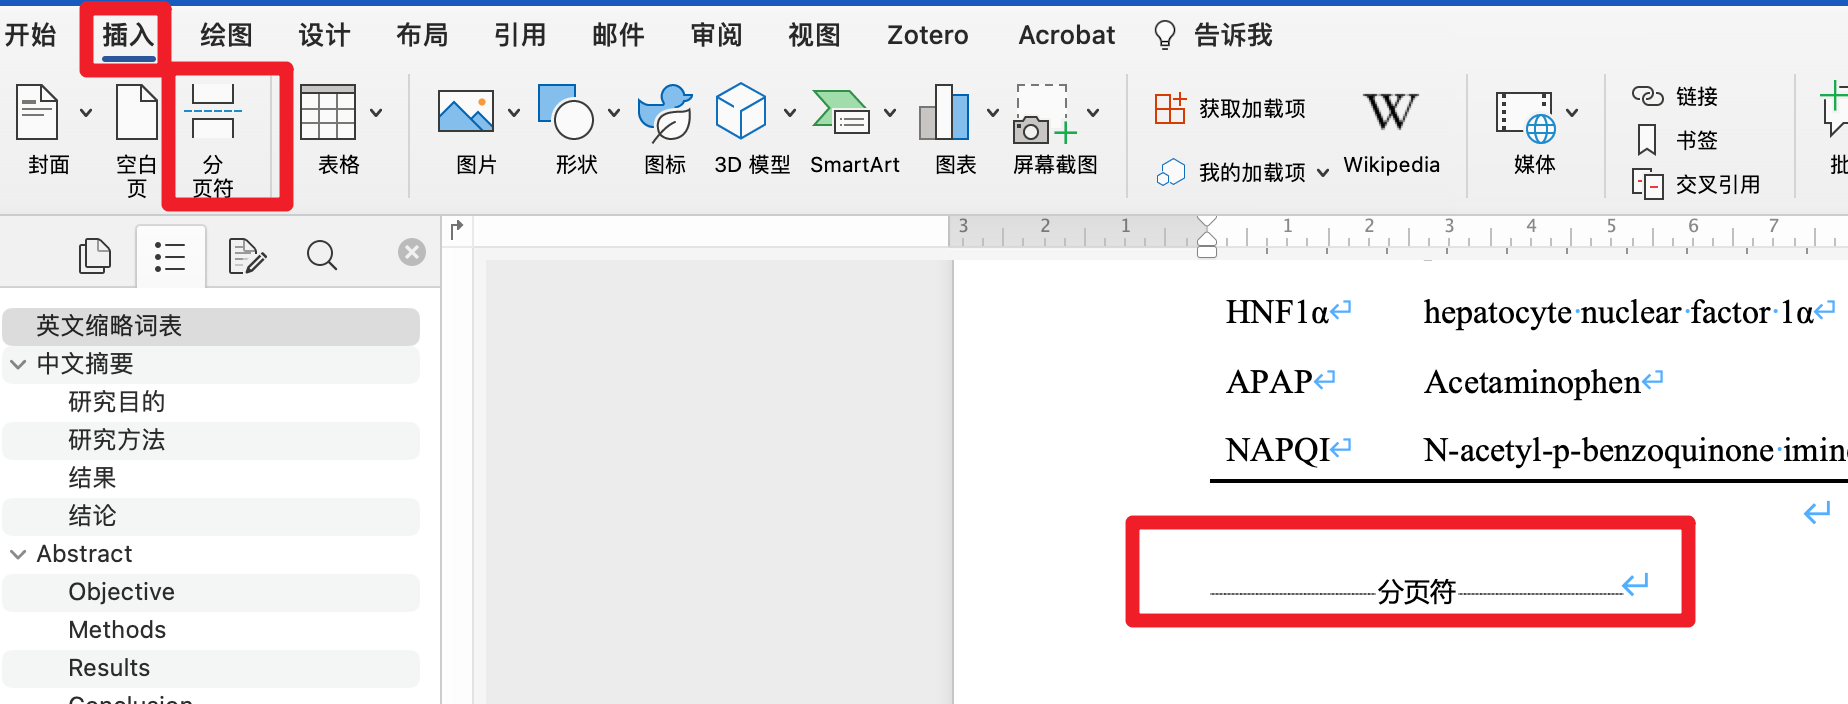 开始 插入 绘图 设计 布局 引用 邮件 审阅 视图 Zotero Acrobat 告诉我
封面
空白
页
分
页符
表格
图片
形状
图标
3D 模型
SmartArt
图表
屏幕截图
获取加载项
我的加载项
W
Wikipedia
媒体
链接
书签
交叉引用
批
3 2 1 1 2 3 4 5 6 7
英文缩略词表
中文摘要
研究目的
研究方法
结果
结论
Abstract
Objective
Methods
Results
Conclusion
HNF1α↵ hepatocyte·nuclear·factor·1α↵
APAP↵ Acetaminophen↵
NAPQI↵ N-acetyl-p-benzoquinone·imine
↵
分页符↵